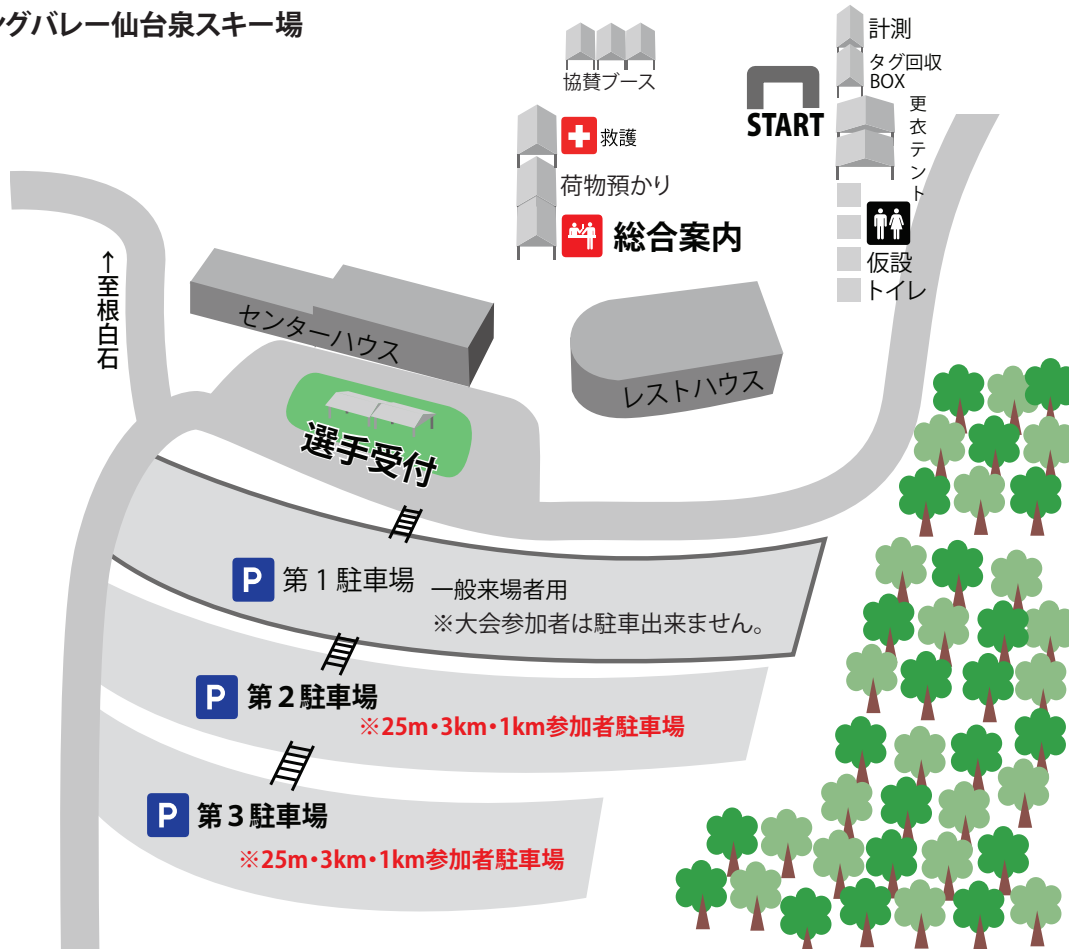 ングバレー仙台泉スキー場
協賛ブース
救護
荷物預かり
総合案内
START
計測
タグ回収
BOX
更衣テント
仮設
トイレ
↑至根白石
センターハウス
レストハウス
選手受付
P 第1駐車場 一般来場者用
※大会参加者は駐車出来ません。
P 第2駐車場
※25m・3km・1km参加者駐車場
P 第3駐車場
※25m・3km・1km参加者駐車場